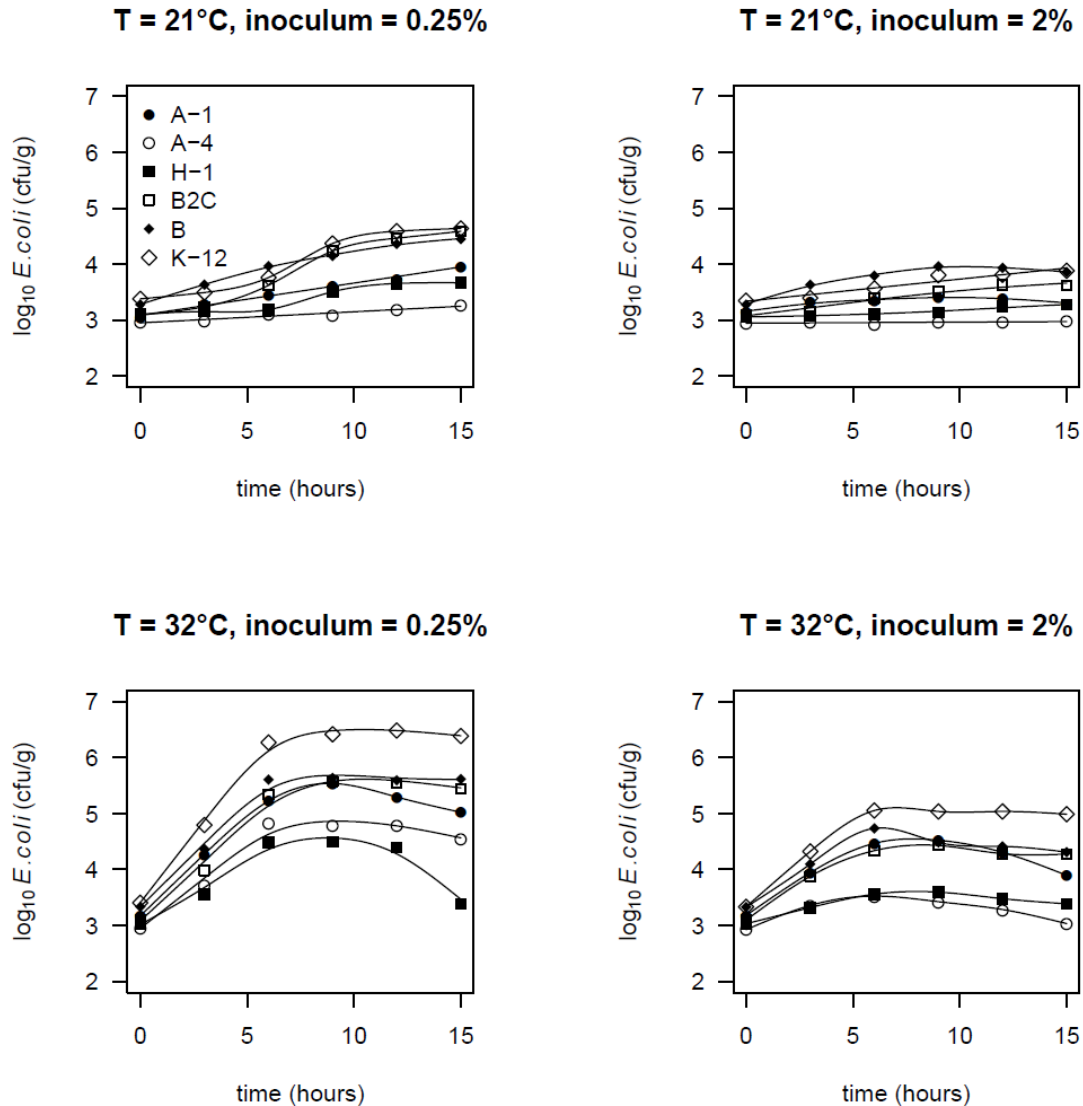 T = 21°C, inoculum = 0.25%
7
6
5
4
3
2
log10 E.coli (cfu/g)
A−1
A−4
H−1
B2C
B
K−12
0 5 10 15
time (hours)
T = 21°C, inoculum = 2%
7
6
5
4
3
2
log10 E.coli (cfu/g)
0 5 10 15
time (hours)
T = 32°C, inoculum = 0.25%
7
6
5
4
3
2
log10 E.coli (cfu/g)
0 5 10 15
time (hours)
T = 32°C, inoculum = 2%
7
6
5
4
3
2
log10 E.coli (cfu/g)
0 5 10 15
time (hours)